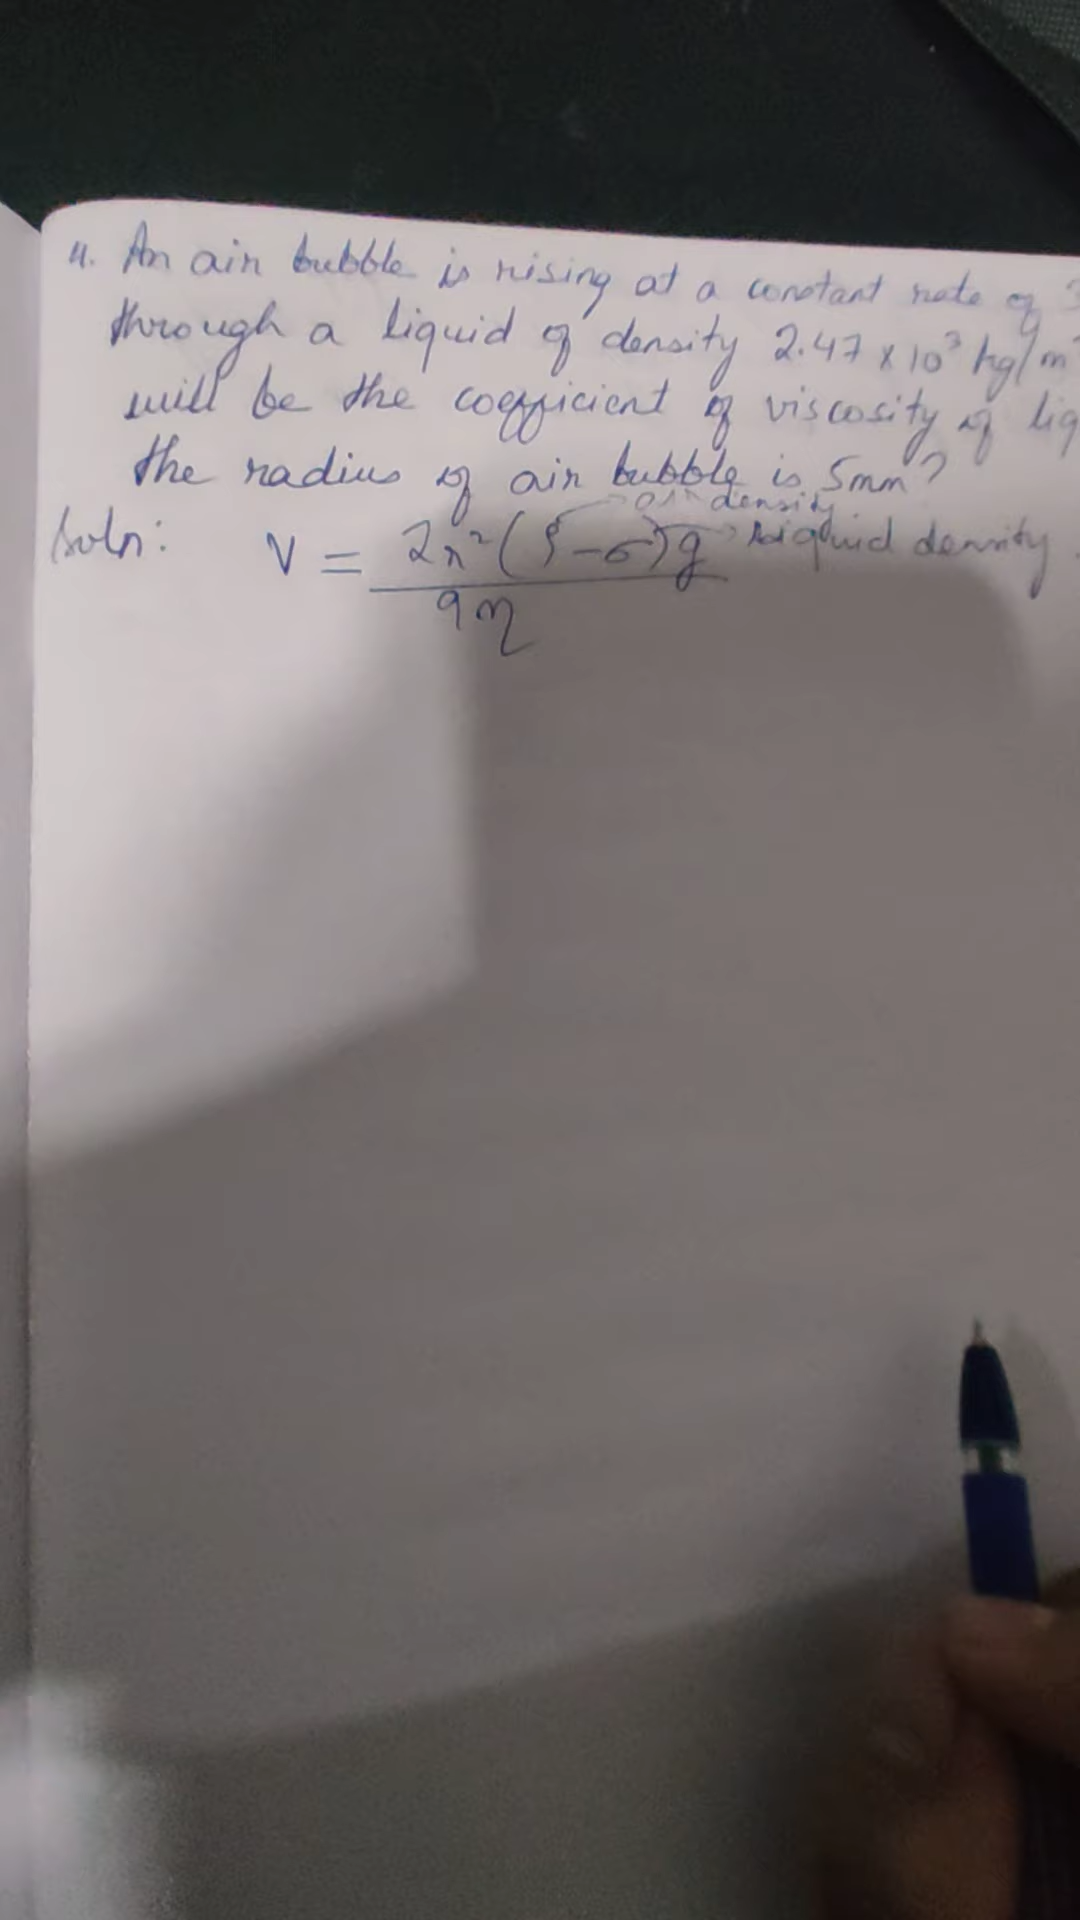 4. An air bubble is rising at a constant rate of
through a liquid of density 2.47 x 10³ kg/m
will be the coefficient of viscosity of liq
the radius of air bubble is 5mm?
air density
Soln: V = 2r²(ρ-σ)g Liquid density
9η